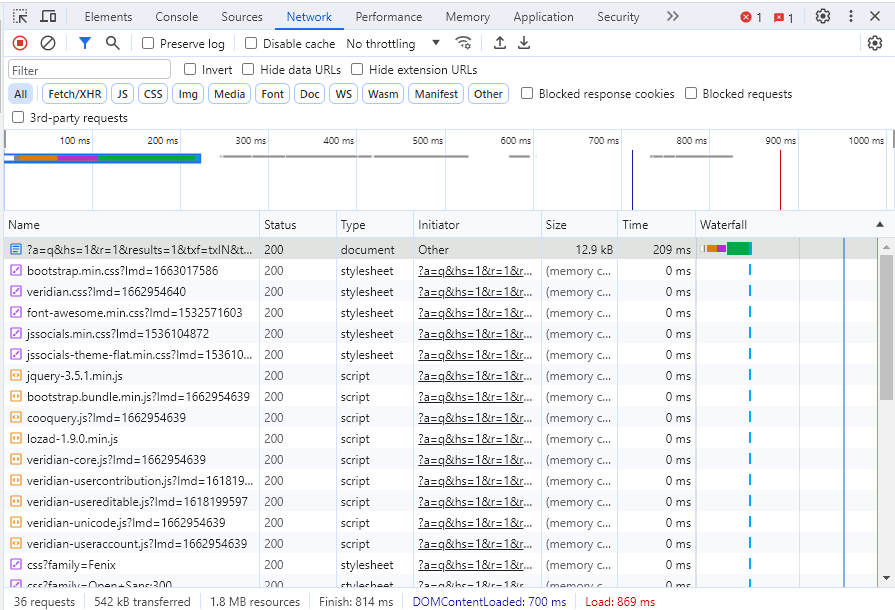 Elements Console Sources Network Performance Memory Application Security 1 1
Preserve log Disable cache No throttling
Filter Invert Hide data URLs Hide extension URLs
All Fetch/XHR JS CSS Img Media Font Doc WS Wasm Manifest Other Blocked response cookies Blocked requests
3rd-party requests
100 ms 200 ms 300 ms 400 ms 500 ms 600 ms 700 ms 800 ms 900 ms 1000 ms
Name Status Type Initiator Size Time Waterfall
?a=q&hs=1&r=1&results=1&txf=txIN&t... 200 document Other 12.9 kB 209 ms
bootstrap.min.css?lmd=1663017586 200 stylesheet ?a=q&hs=1&r=1&r... (memory c... 0 ms
veridian.css?lmd=1662954640 200 stylesheet ?a=q&hs=1&r=1&r... (memory c... 0 ms
font-awesome.min.css?lmd=1532571603 200 stylesheet ?a=q&hs=1&r=1&r... (memory c... 0 ms
jssocials.min.css?lmd=1536104872 200 stylesheet ?a=q&hs=1&r=1&r... (memory c... 0 ms
jssocials-theme-flat.min.css?lmd=153610... 200 stylesheet ?a=q&hs=1&r=1&r... (memory c... 0 ms
jquery-3.5.1.min.js 200 script ?a=q&hs=1&r=1&r... (memory c... 0 ms
bootstrap.bundle.min.js?lmd=1662954639 200 script ?a=q&hs=1&r=1&r... (memory c... 0 ms
cooquery.js?lmd=1662954639 200 script ?a=q&hs=1&r=1&r... (memory c... 0 ms
lozad-1.9.0.min.js 200 script ?a=q&hs=1&r=1&r... (memory c... 0 ms
veridian-core.js?lmd=1662954639 200 script ?a=q&hs=1&r=1&r... (memory c... 0 ms
veridian-usercontribution.js?lmd=161819... 200 script ?a=q&hs=1&r=1&r... (memory c... 0 ms
veridian-usereditable.js?lmd=1618199597 200 script ?a=q&hs=1&r=1&r... (memory c... 0 ms
veridian-unicode.js?lmd=1662954639 200 script ?a=q&hs=1&r=1&r... (memory c... 0 ms
veridian-useraccount.js?lmd=1662954639 200 script ?a=q&hs=1&r=1&r... (memory c... 0 ms
css?family=Fenix 200 stylesheet ?a=q&hs=1&r=1&r... (memory c... 0 ms
css?family=Open+Sans:300 200 stylesheet ?a=q&hs=1&r=1&r... (memory c... 0 ms
36 requests 542 kB transferred 1.8 MB resources Finish: 814 ms DOMContentLoaded: 700 ms Load: 869 ms